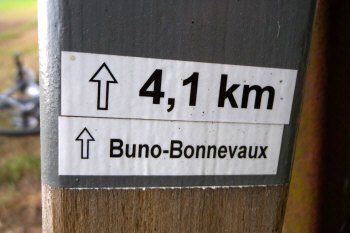 ↑ 4,1 km
↑ Buno-Bonnevaux